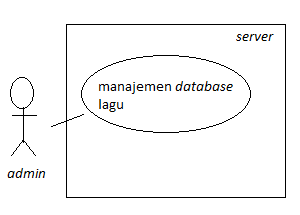 server
manajemen database
lagu
admin